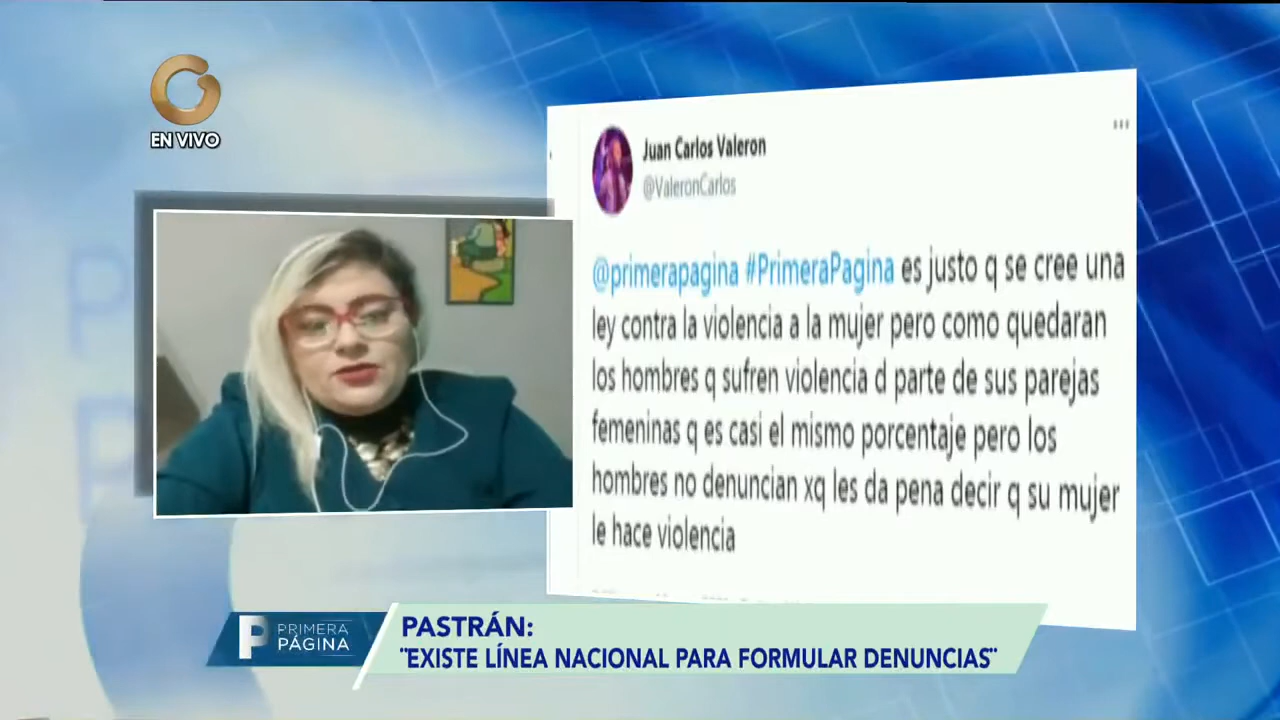 EN VIVO
Juan Carlos Valeron
@ValeronCarlos
@primerapagina #PrimeraPagina es justo q se cree una
ley contra la violencia a la mujer pero como quedaran
los hombres q sufren violencia d parte de sus parejas
femeninas q es casi el mismo porcentaje pero los
hombres no denuncian xq les da pena decir q su mujer
le hace violencia
P PRIMERA
PÁGINA
PASTRÁN:
¨EXISTE LÍNEA NACIONAL PARA FORMULAR DENUNCIAS¨